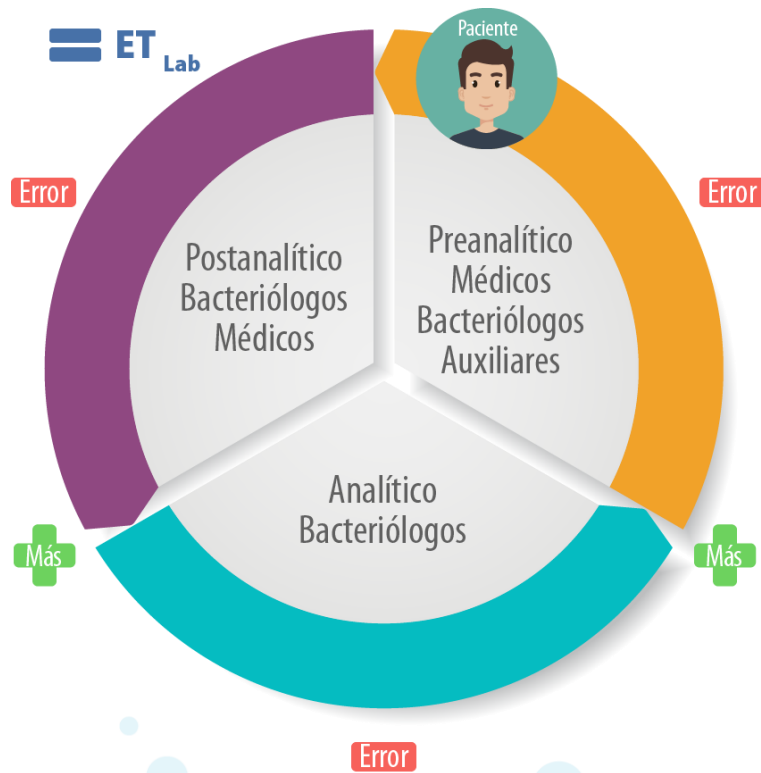 ET Lab
Paciente
Error
Error
Preanalítico
Médicos
Bacteriólogos
Auxiliares
Postanalítico
Bacteriólogos
Médicos
Analítico
Bacteriólogos
Más
Más
Error